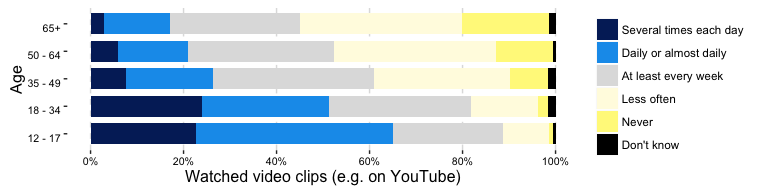 Age
65+
50 - 64
35 - 49
18 - 34
12 - 17
0% 20% 40% 60% 80% 100%
Watched video clips (e.g. on YouTube)
Several times each day
Daily or almost daily
At least every week
Less often
Never
Don't know